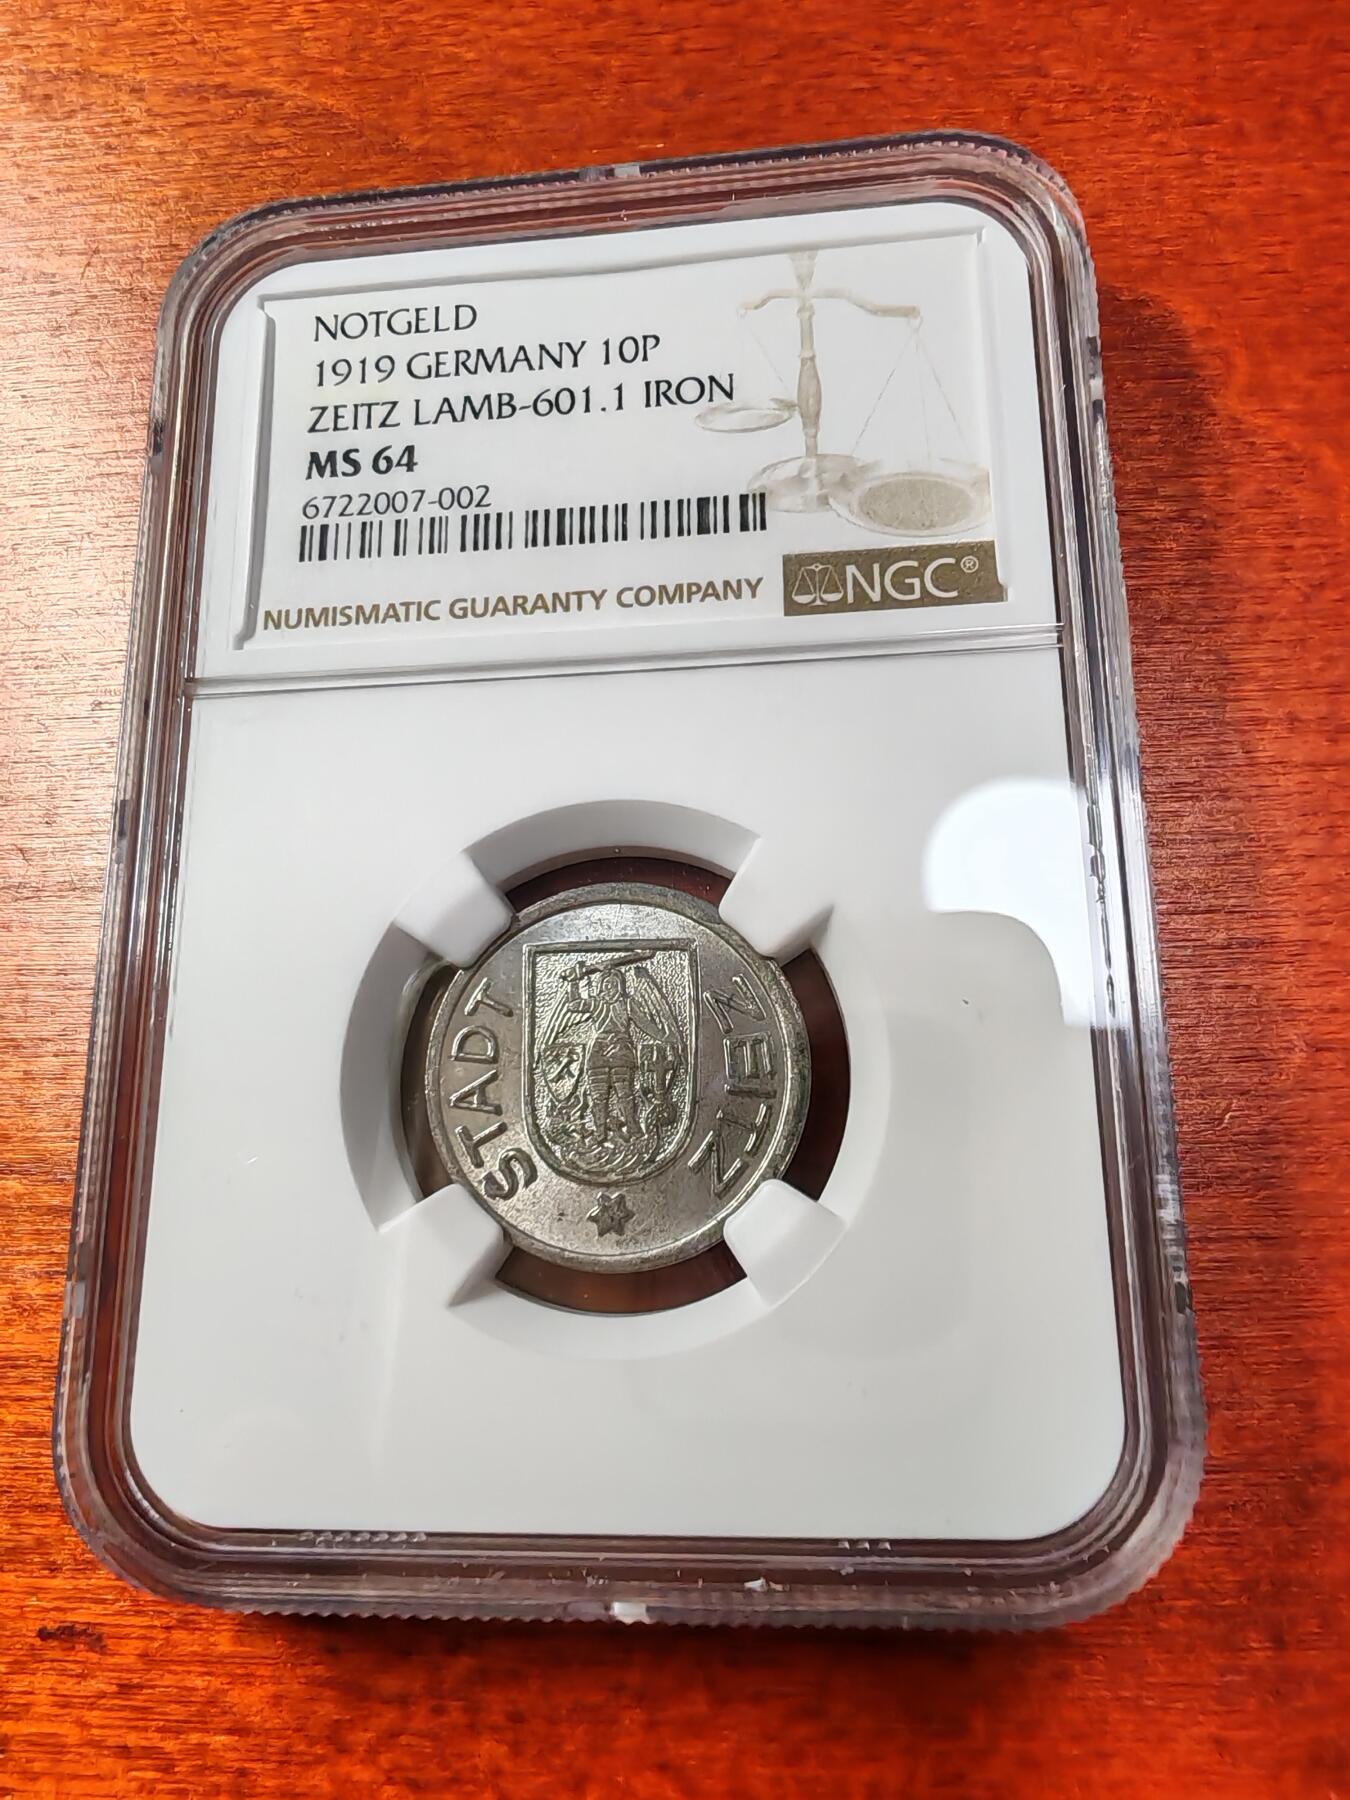 NOTGELD
1919 GERMANY 10P
ZEITZ LAMB-601.1 IRON
MS 64
6722007-002
NUMISMATIC GUARANTY COMPANY
NGC®
STADT
ZEITZ